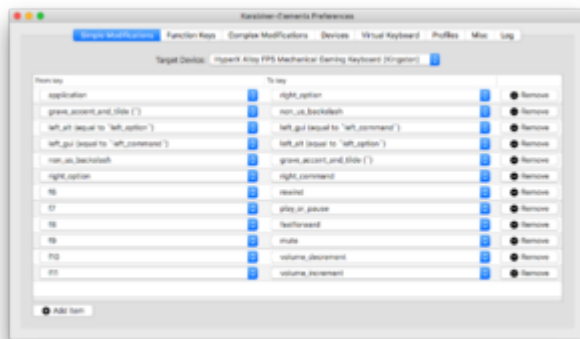 Karabiner-Elements Preferences
Simple Modifications Function Keys Complex Modifications Devices Virtual Keyboard Profiles Misc Log
Target Device: HyperX Alloy FPS Mechanical Gaming Keyboard (Kingston)
From key To key
application right_option Remove
grave_accent_and_tilde (`) non_us_backslash Remove
left_alt (equal to `left_option`) left_gui (equal to `left_command`) Remove
left_gui (equal to `left_command`) left_alt (equal to `left_option`) Remove
non_us_backslash grave_accent_and_tilde (`) Remove
right_option right_command Remove
f6 rewind Remove
f7 play_or_pause Remove
f8 fastforward Remove
f9 mute Remove
f10 volume_decrement Remove
f11 volume_increment Remove
Add item